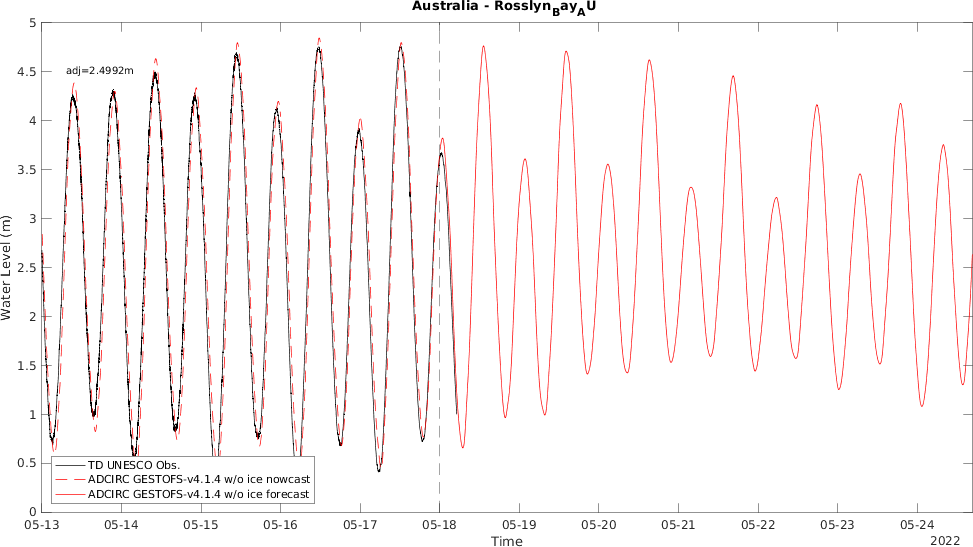 Australia - RosslynBayAU
adj=2.4992m
Water Level (m)
5
4.5
4
3.5
3
2.5
2
1.5
1
0.5
0
TD UNESCO Obs.
ADCIRC GESTOFS-v4.1.4 w/o ice nowcast
ADCIRC GESTOFS-v4.1.4 w/o ice forecast
05-13 05-14 05-15 05-16 05-17 05-18 05-19 05-20 05-21 05-22 05-23 05-24
Time
2022